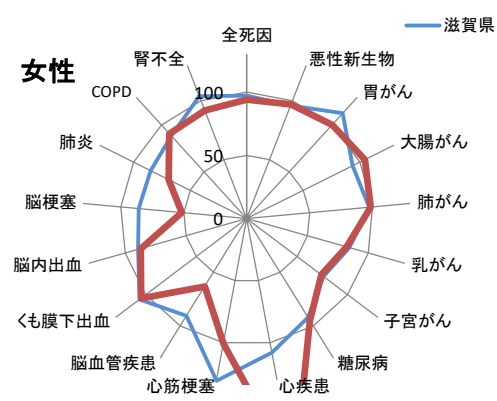 滋賀県
女性
全死因
悪性新生物
胃がん
大腸がん
肺がん
乳がん
子宮がん
糖尿病
心疾患
心筋梗塞
脳血管疾患
くも膜下出血
脳内出血
脳梗塞
肺炎
COPD
腎不全
100
50
0